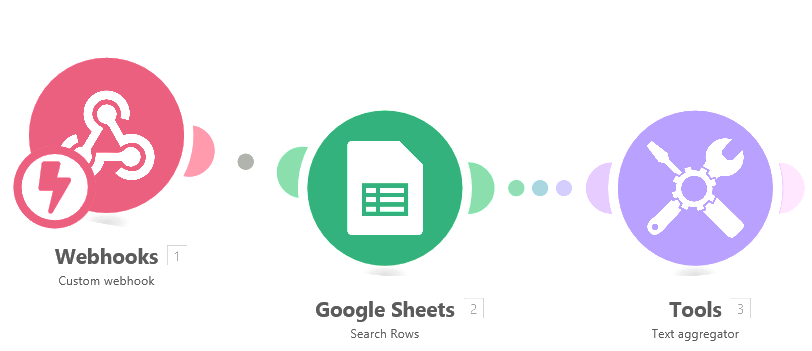 Webhooks 1
Custom webhook
Google Sheets 2
Search Rows
Tools 3
Text aggregator